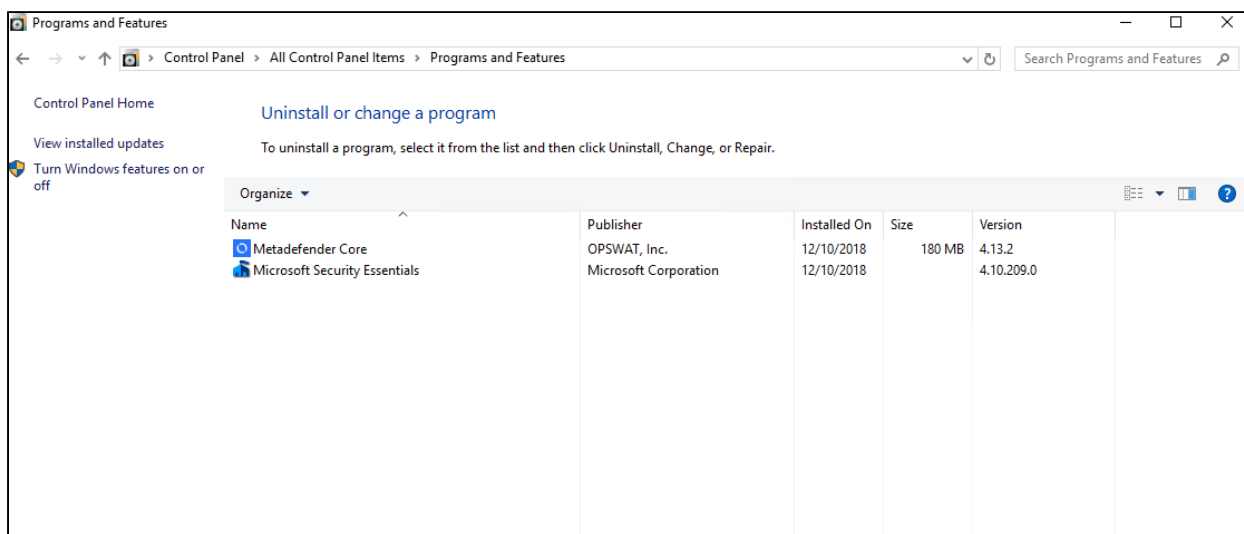 Programs and Features
Control Panel > All Control Panel Items > Programs and Features
Search Programs and Features
Control Panel Home
View installed updates
Turn Windows features on or
off
Uninstall or change a program
To uninstall a program, select it from the list and then click Uninstall, Change, or Repair.
Organize
Name Publisher Installed On Size Version
Metadefender Core OPSWAT, Inc. 12/10/2018 180 MB 4.13.2
Microsoft Security Essentials Microsoft Corporation 12/10/2018 4.10.209.0